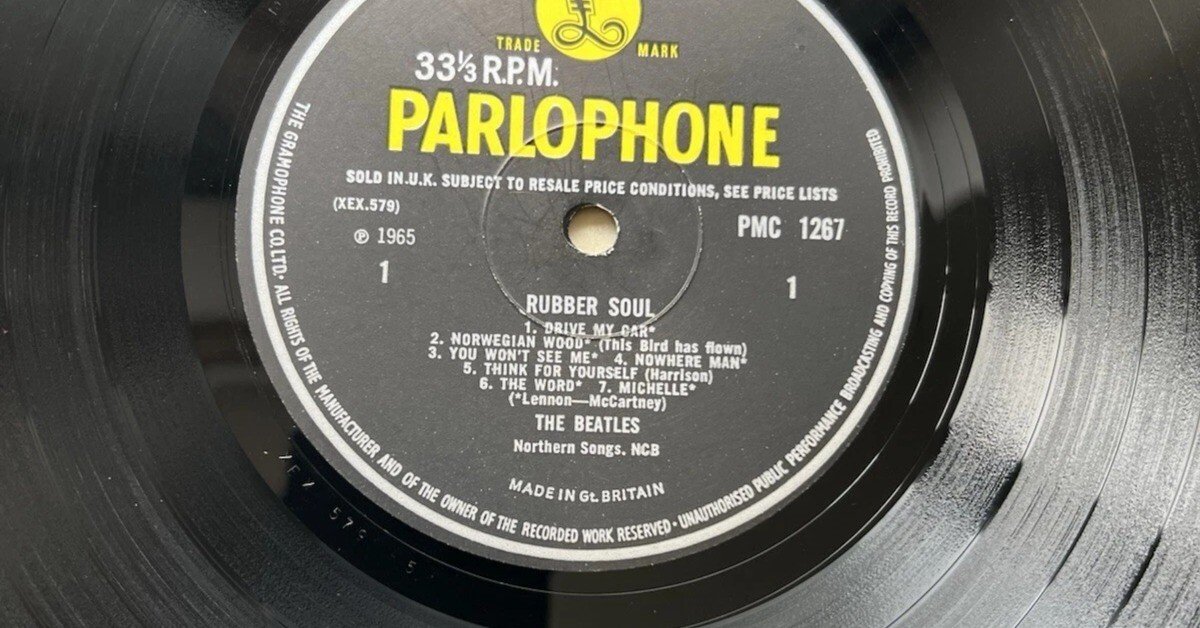 TRADE MARK
33⅓ R.P.M.
PARLOPHONE
SOLD IN U.K. SUBJECT TO RESALE PRICE CONDITIONS, SEE PRICE LISTS
(XEX.579)
PMC 1267
℗ 1965
1 1
RUBBER SOUL
1. DRIVE MY CAR*
2. NORWEGIAN WOOD* (This Bird has flown)
3. YOU WON'T SEE ME* 4. NOWHERE MAN*
5. THINK FOR YOURSELF (Harrison)
6. THE WORD* 7. MICHELLE*
(*Lennon—McCartney)
THE BEATLES
Northern Songs. NCB
MADE IN Gt. BRITAIN
THE GRAMOPHONE CO. LTD. • ALL RIGHTS OF THE MANUFACTURER AND OF THE OWNER OF THE RECORDED WORK RESERVED • UNAUTHORISED PUBLIC PERFORMANCE BROADCASTING AND COPYING OF THIS RECORD PROHIBITED
579 5